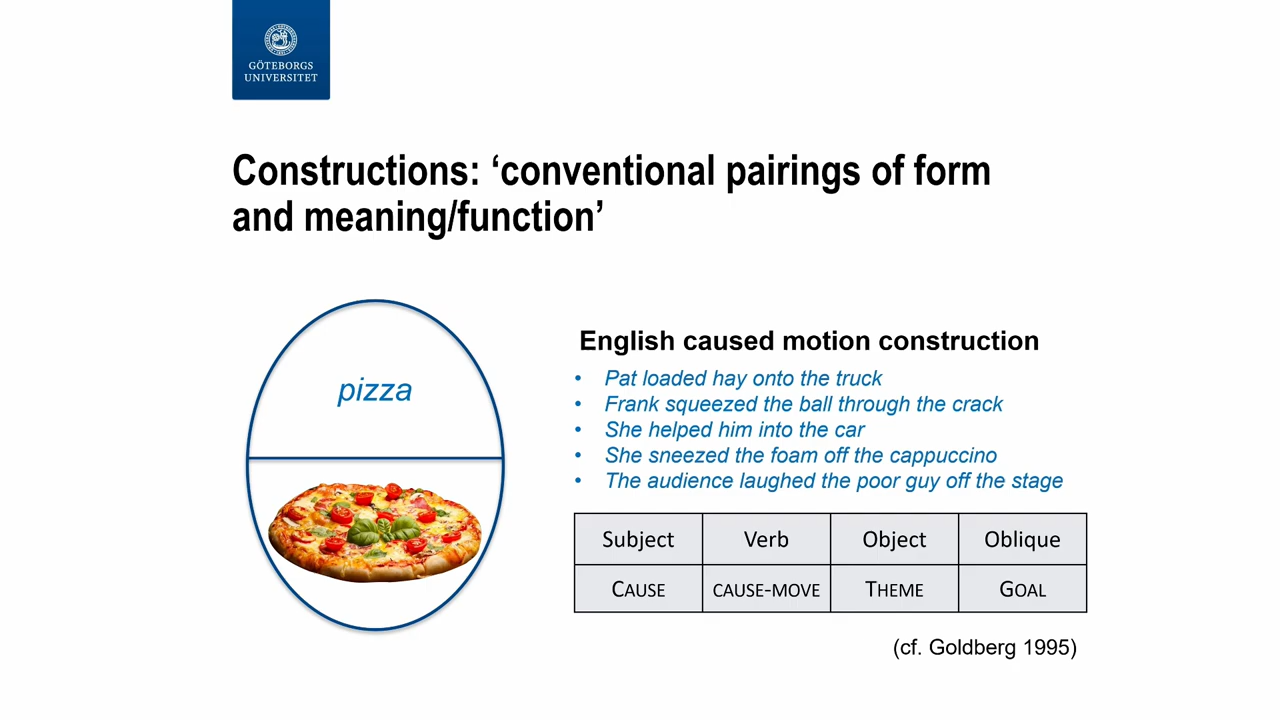 GÖTEBORGS
UNIVERSITET
Constructions: ‘conventional pairings of form
and meaning/function’
pizza
English caused motion construction
• Pat loaded hay onto the truck
• Frank squeezed the ball through the crack
• She helped him into the car
• She sneezed the foam off the cappuccino
• The audience laughed the poor guy off the stage
Subject Verb Object Oblique
CAUSE CAUSE-MOVE THEME GOAL
(cf. Goldberg 1995)